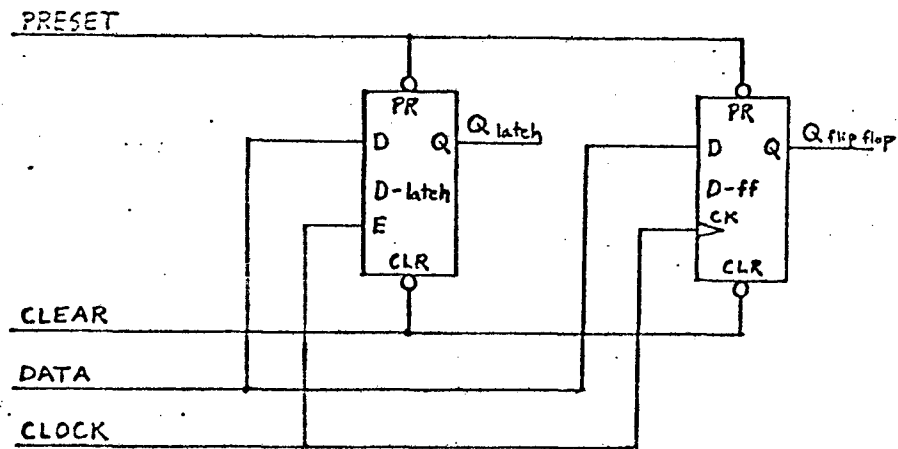 PRESET
PR
D Q
D-latch
E
CLR
Q latch
PR
D Q
D-ff
CK
CLR
Q flip flop
CLEAR
DATA
CLOCK